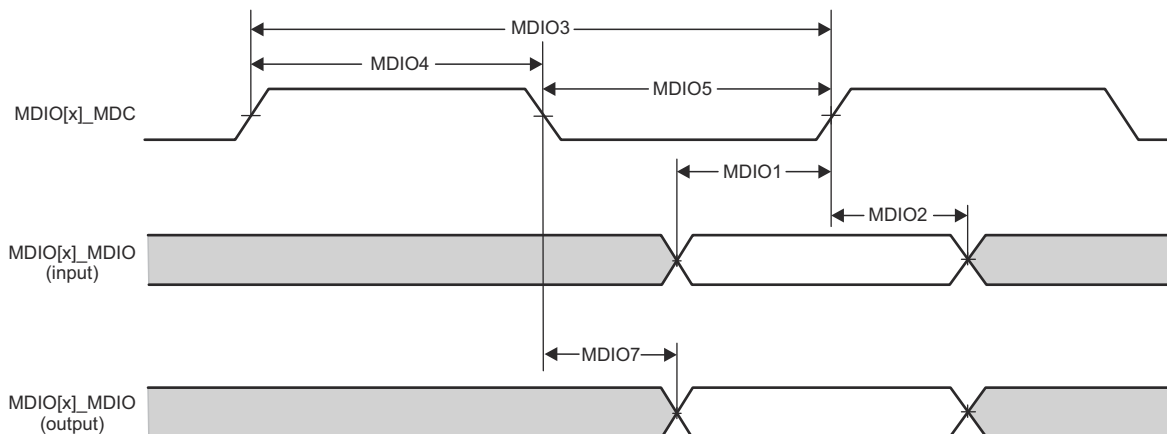 MDIO3
MDIO4
MDIO5
MDIO[x]_MDC
MDIO1
MDIO2
MDIO[x]_MDIO
(input)
MDIO7
MDIO[x]_MDIO
(output)